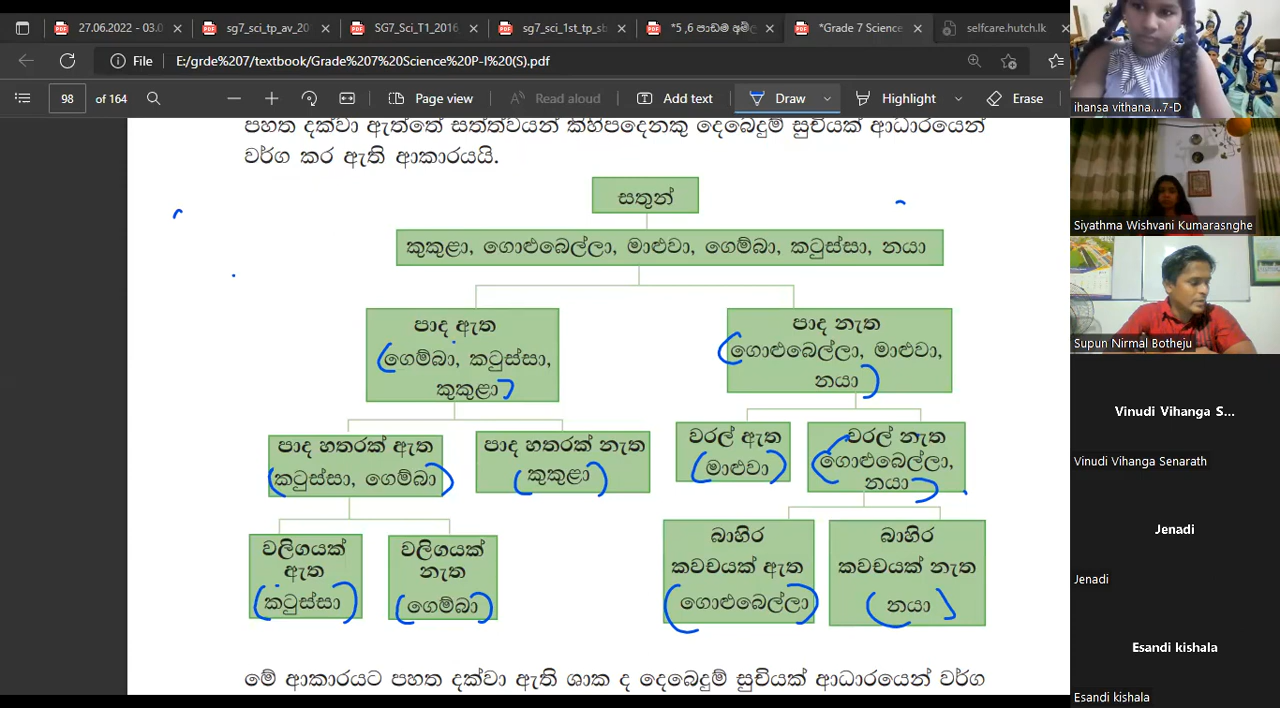 27.06.2022 - 03.0
sg7_sci_tp_av_20
SG7_Sci_T1_2016
sg7_sci_1st_tp_sb
*5 ,6 පාඩම අම්
*Grade 7 Science
selfcare.hutch.lk
File
E:/grde%207/textbook/Grade%207%20Science%20P-I%20(S).pdf
98 of 164
Page view
Read aloud
Add text
Draw
Highlight
Erase
පහත දක්වා ඇත්තේ සත්ත්වයන් කිහිපදෙනකු දෙබෙදුම් සුචියක් ආධාරයෙන්
වර්ග කර ඇති ආකාරයයි.
සතුන්
කුකුළා, ගොළුබෙල්ලා, මාළුවා, ගෙම්බා, කටුස්සා, නයා
පාද ඇත
ගෙම්බා, කටුස්සා,
කුකුළා
පාද නැත
ගොළුබෙල්ලා, මාළුවා,
නයා
පාද හතරක් ඇත
කටුස්සා, ගෙම්බා
පාද හතරක් නැත
කුකුළා
වරල් ඇත
මාළුවා
වරල් නැත
ගොළුබෙල්ලා,
නයා
වලිගයක්
ඇත
කටුස්සා
වලිගයක්
නැත
ගෙම්බා
බාහිර
කවචයක් ඇත
ගොළුබෙල්ලා
බාහිර
කවචයක් නැත
නයා
මේ ආකාරයට පහත දක්වා ඇති ශාක ද දෙබෙදුම් සුචියක් ආධාරයෙන් වර්ග
ihansa vithana....7-D
Siyathma Wishvani Kumarasnghe
Supun Nirmal Botheju
Vinudi Vihanga S...
Vinudi Vihanga Senarath
Jenadi
Jenadi
Esandi kishala
Esandi kishala